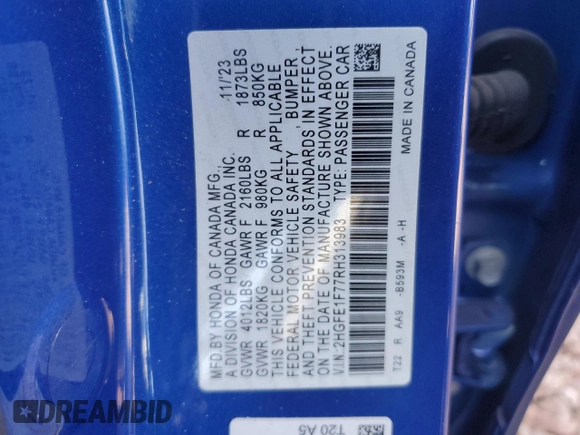 MFD.BY HONDA OF CANADA MFG., 11/23
A DIVISION OF HONDA CANADA INC.
GVWR 4012LBS GAWR F 2160LBS R 1873LBS
GVWR 1820KG GAWR F 980KG R 850KG
THIS VEHICLE CONFORMS TO ALL APPLICABLE
FEDERAL MOTOR VEHICLE SAFETY, BUMPER,
AND THEFT PREVENTION STANDARDS IN EFFECT
ON THE DATE OF MANUFACTURE SHOWN ABOVE.
V.I.N:2HGFE1F77RH313983 TYPE: PASSENGER CAR
T22 R AA9 -B593M -A -H MADE IN CANADA
T20 A5
DREAMBID